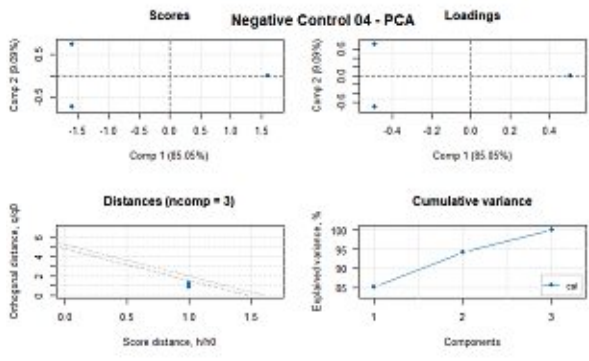 Negative Control 04 - PCA
Scores
Comp 2 (9.09%)
0.5
-0.5
-1.5 -1.0 -0.5 0.0 0.5 1.0 1.5
Comp 1 (85.05%)
Loadings
Comp 2 (9.09%)
0.6
0.0
-0.6
-0.4 -0.2 0.0 0.2 0.4
Comp 1 (85.05%)
Distances (ncomp = 3)
Orthogonal distance, q/q0
6
4
2
0
0.0 0.5 1.0 1.5
Score distance, h/h0
Cumulative variance
Explained variance, %
100
95
90
85
cal
1 2 3
Components